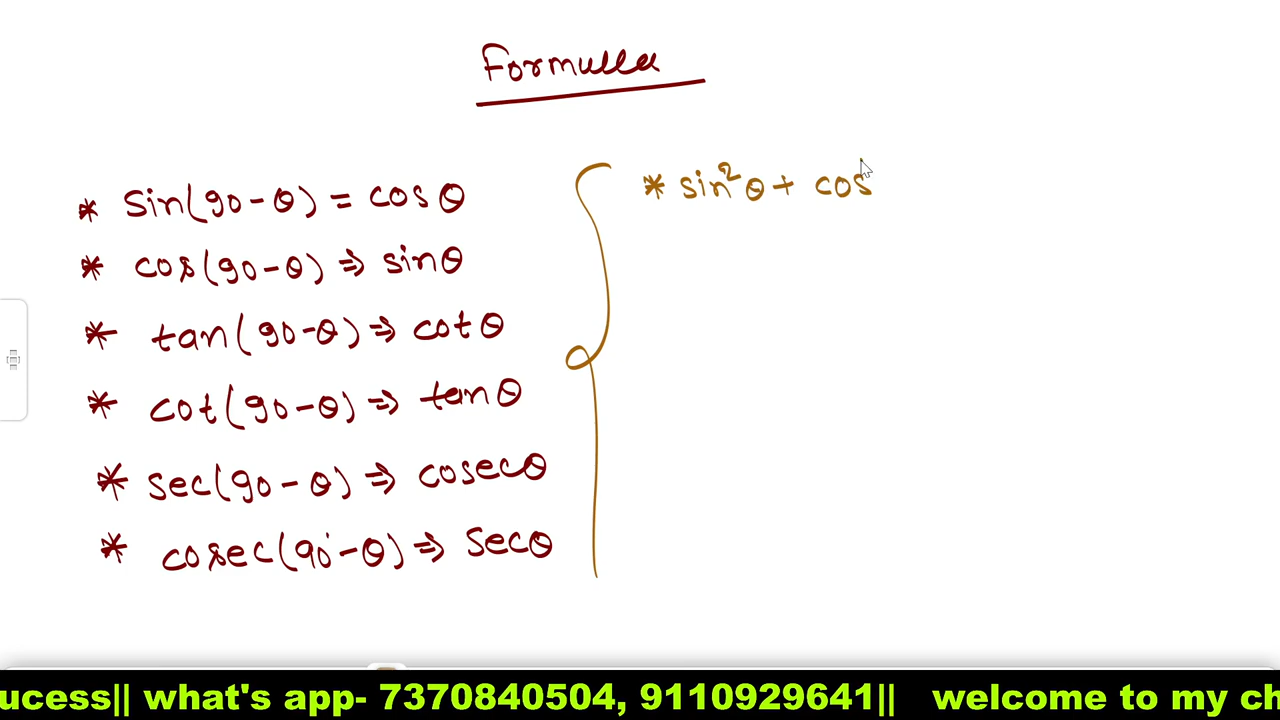 Formulla
* Sin(90-θ) = cosθ
* cos(90-θ) ⇒ sinθ
* tan(90-θ) ⇒ cotθ
* cot(90-θ) ⇒ tanθ
* sec(90-θ) ⇒ cosecθ
* cosec(90-θ) ⇒ secθ
* sin²θ + cos
ucess|| what's app- 7370840504, 9110929641|| welcome to my ch